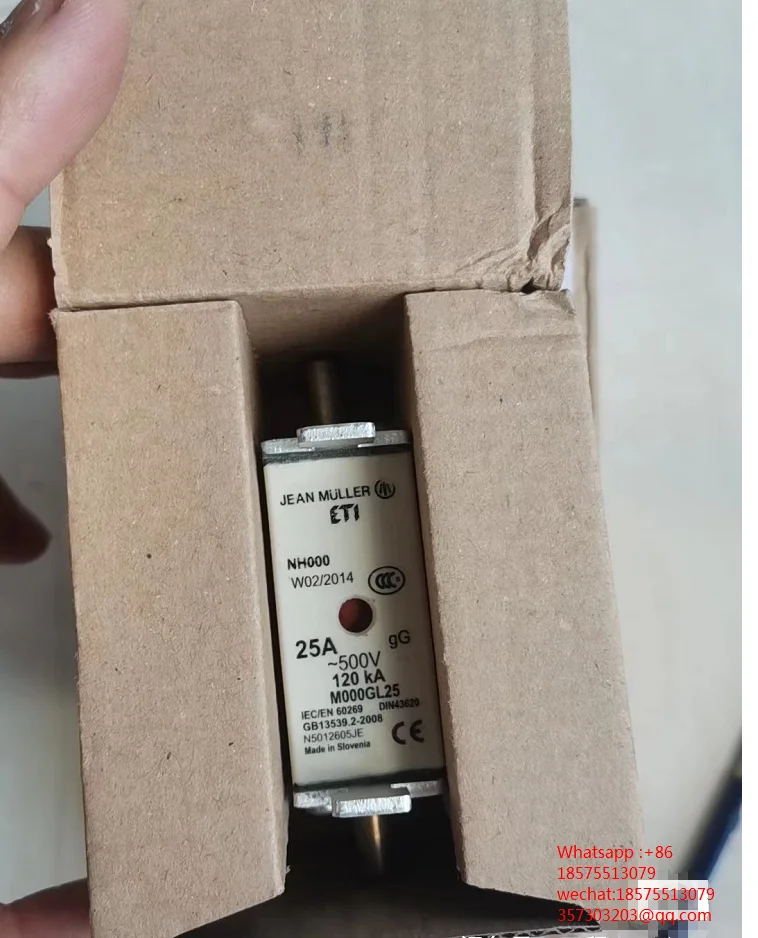 JEAN MÜLLER
ETI
NH000
W02/2014
CCC
25A
gG
~500V
120 kA
M000GL25
IEC/EN 60269 DIN43620
GB13539.2-2008
N5012605JE
Made in Slovenia
CE
Whatsapp :+86
18575513079
wechat:18575513079
357303203@qq.com